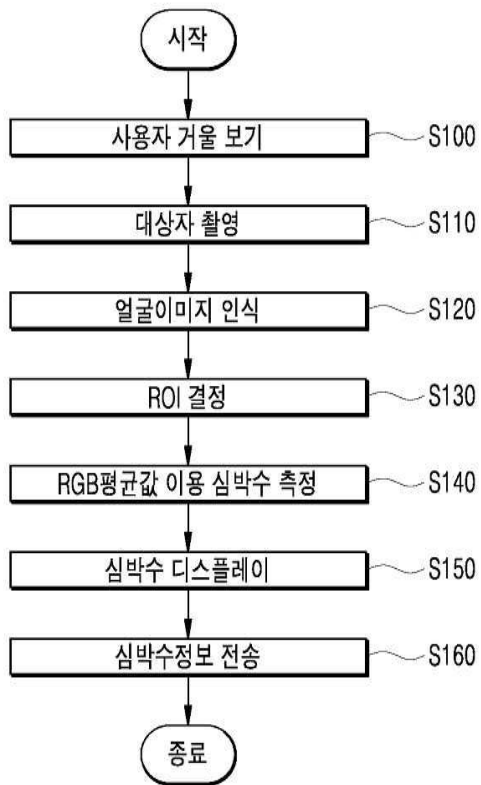 시작
사용자 거울 보기 S100
대상자 촬영 S110
얼굴이미지 인식 S120
ROI 결정 S130
RGB평균값 이용 심박수 측정 S140
심박수 디스플레이 S150
심박수정보 전송 S160
종료